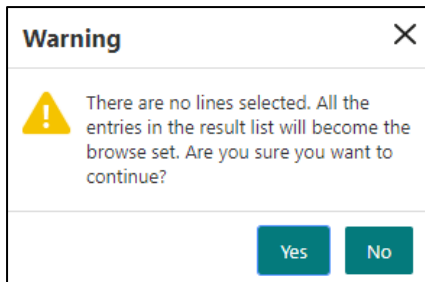 Warning
There are no lines selected. All the
entries in the result list will become the
browse set. Are you sure you want to
continue?
Yes No